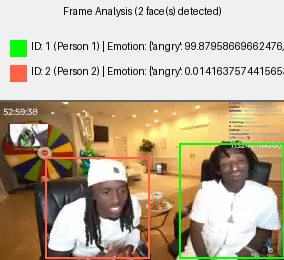 Frame Analysis (2 face(s) detected)
ID: 1 (Person 1) | Emotion: {'angry': 99.87958669662476,
ID: 2 (Person 2) | Emotion: {'angry': 0.014163757441565
52:59:38